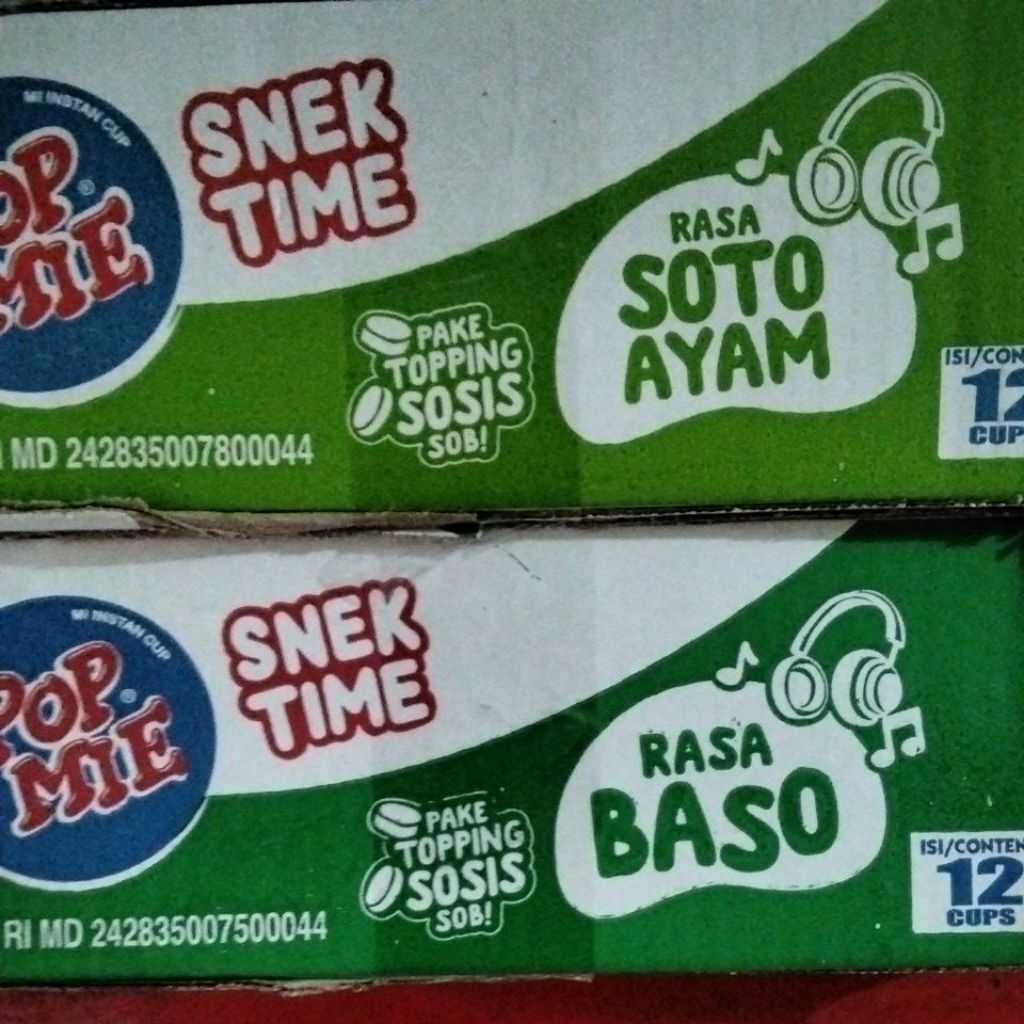 MI INSTAN CUP
OP
MIE
SNEK
TIME
RASA
SOTO
AYAM
PAKE
TOPPING
SOSIS
SOB!
ISI/CON
12
CUP
MD 242835007800044
MI INSTAN CUP
POP
MIE
SNEK
TIME
RASA
BASO
PAKE
TOPPING
SOSIS
SOB!
ISI/CONTEN
12
CUPS
RI MD 242835007500044